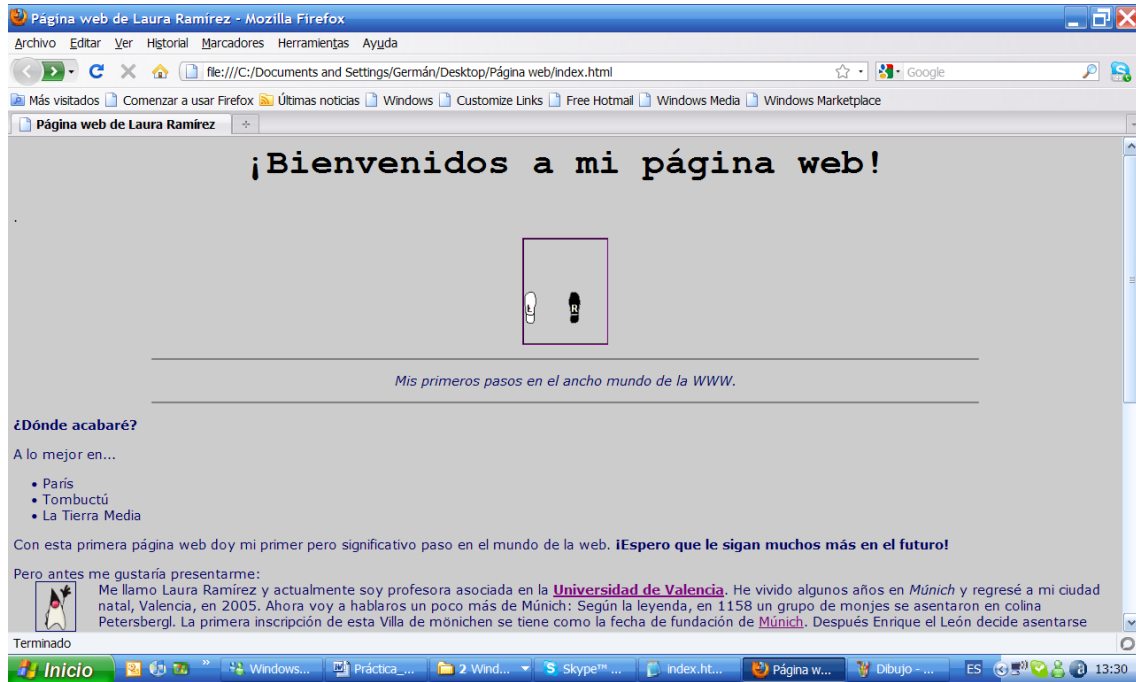 Página web de Laura Ramírez - Mozilla Firefox
Archivo Editar Ver Historial Marcadores Herramientas Ayuda
file:///C:/Documents and Settings/Germán/Desktop/Página web/index.html Google
Más visitados Comenzar a usar Firefox Últimas noticias Windows Customize Links Free Hotmail Windows Media Windows Marketplace
Página web de Laura Ramírez
¡Bienvenidos a mi página web!
.
L R
Mis primeros pasos en el ancho mundo de la WWW.
¿Dónde acabaré?
A lo mejor en...
• París
• Tombuctú
• La Tierra Media
Con esta primera página web doy mi primer pero significativo paso en el mundo de la web. ¡Espero que le sigan muchos más en el futuro!
Pero antes me gustaría presentarme:
Me llamo Laura Ramírez y actualmente soy profesora asociada en la Universidad de Valencia. He vivido algunos años en Múnich y regresé a mi ciudad
natal, Valencia, en 2005. Ahora voy a hablaros un poco más de Múnich: Según la leyenda, en 1158 un grupo de monjes se asentaron en colina
Petersbergl. La primera inscripción de esta Villa de mönichen se tiene como la fecha de fundación de Múnich. Después Enrique el León decide asentarse
Terminado
Inicio » Windows... Práctica_... 2 Wind... Skype™ ... index.ht... Página w... Dibujo - ... ES 13:30